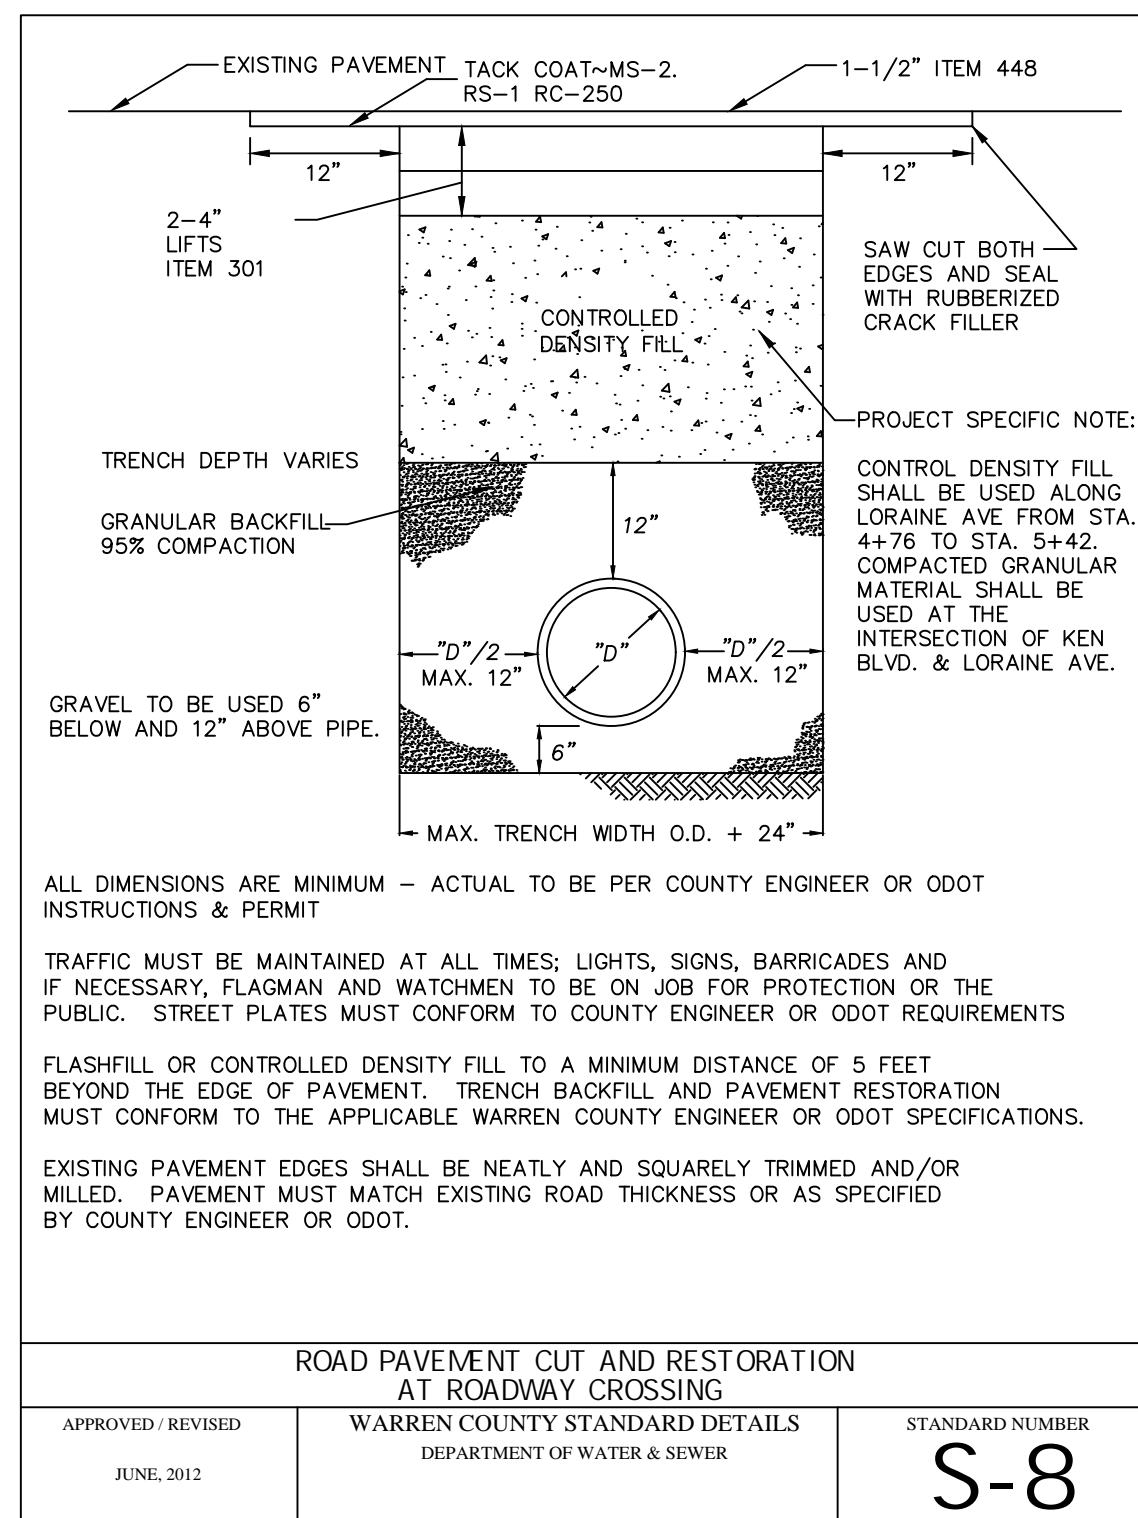 EXISTING PAVEMENT
TACK COAT~MS-2.
RS-1 RC-250
1-1/2" ITEM 448
12"
12"
2-4"
LIFTS
ITEM 301
SAW CUT BOTH
EDGES AND SEAL
WITH RUBBERIZED
CRACK FILLER
CONTROLLED
DENSITY FILL
PROJECT SPECIFIC NOTE:
CONTROL DENSITY FILL
SHALL BE USED ALONG
LORAINE AVE FROM STA.
4+76 TO STA. 5+42.
COMPACTED GRANULAR
MATERIAL SHALL BE
USED AT THE
INTERSECTION OF KEN
BLVD. & LORAINE AVE.
TRENCH DEPTH VARIES
GRANULAR BACKFILL
95% COMPACTION
12"
"D"/2
MAX. 12"
"D"
"D"/2
MAX. 12"
GRAVEL TO BE USED 6"
BELOW AND 12" ABOVE PIPE.
6"
MAX. TRENCH WIDTH O.D. + 24"
ALL DIMENSIONS ARE MINIMUM – ACTUAL TO BE PER COUNTY ENGINEER OR ODOT
INSTRUCTIONS & PERMIT
TRAFFIC MUST BE MAINTAINED AT ALL TIMES; LIGHTS, SIGNS, BARRICADES AND
IF NECESSARY, FLAGMAN AND WATCHMEN TO BE ON JOB FOR PROTECTION OR THE
PUBLIC. STREET PLATES MUST CONFORM TO COUNTY ENGINEER OR ODOT REQUIREMENTS
FLASHFILL OR CONTROLLED DENSITY FILL TO A MINIMUM DISTANCE OF 5 FEET
BEYOND THE EDGE OF PAVEMENT. TRENCH BACKFILL AND PAVEMENT RESTORATION
MUST CONFORM TO THE APPLICABLE WARREN COUNTY ENGINEER OR ODOT SPECIFICATIONS.
EXISTING PAVEMENT EDGES SHALL BE NEATLY AND SQUARELY TRIMMED AND/OR
MILLED. PAVEMENT MUST MATCH EXISTING ROAD THICKNESS OR AS SPECIFIED
BY COUNTY ENGINEER OR ODOT.
ROAD PAVEMENT CUT AND RESTORATION
AT ROADWAY CROSSING
APPROVED / REVISED
JUNE, 2012
WARREN COUNTY STANDARD DETAILS
DEPARTMENT OF WATER & SEWER
STANDARD NUMBER
S-8